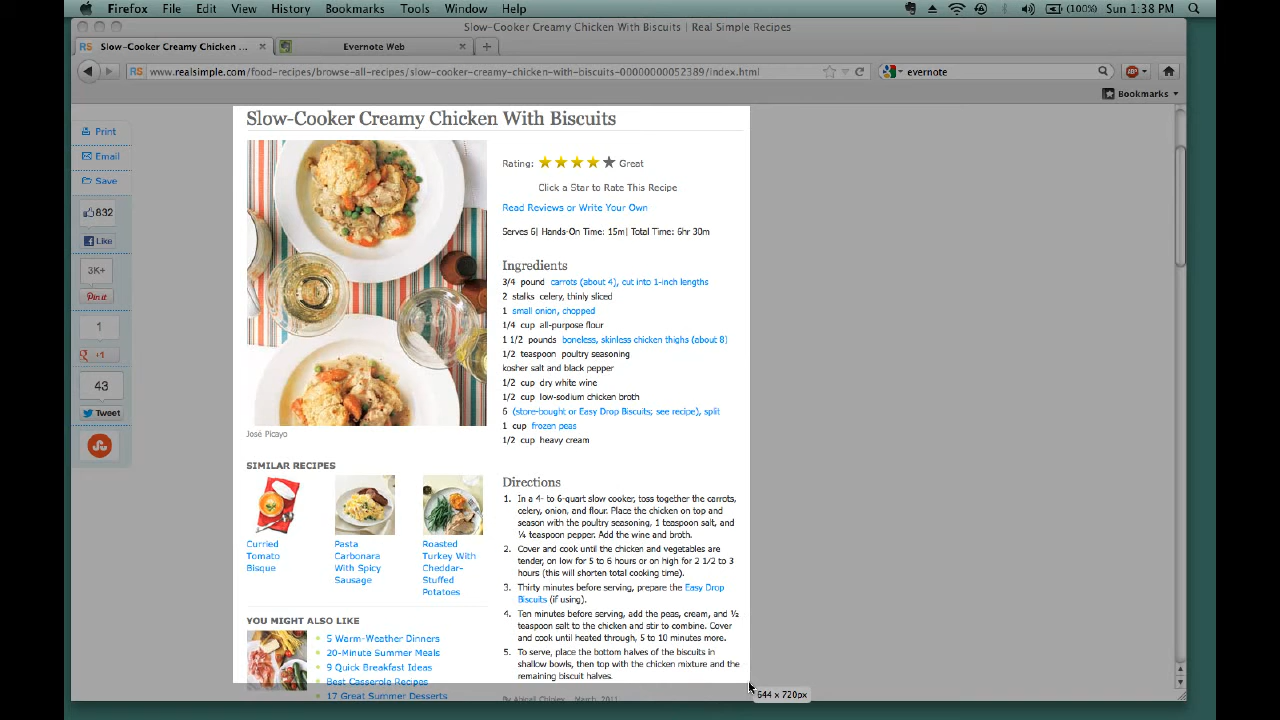 Firefox File Edit View History Bookmarks Tools Window Help
(100%) Sun 1:38 PM
Slow-Cooker Creamy Chicken With Biscuits | Real Simple Recipes
RS Slow-Cooker Creamy Chicken ...
Evernote Web
RS www.realsimple.com/food-recipes/browse-all-recipes/slow-cooker-creamy-chicken-with-biscuits-00000000052389/index.html
evernote
ABP
Bookmarks
Print
Email
Save
832
Like
3K+
Pin it
1
+1
43
Tweet
Slow-Cooker Creamy Chicken With Biscuits
José Picayo
Rating: Great
Click a Star to Rate This Recipe
Read Reviews or Write Your Own
Serves 6| Hands-On Time: 15m| Total Time: 6hr 30m
Ingredients
3/4 pound carrots (about 4), cut into 1-inch lengths
2 stalks celery, thinly sliced
1 small onion, chopped
1/4 cup all-purpose flour
1 1/2 pounds boneless, skinless chicken thighs (about 8)
1/2 teaspoon poultry seasoning
kosher salt and black pepper
1/2 cup dry white wine
1/2 cup low-sodium chicken broth
6 (store-bought or Easy Drop Biscuits; see recipe), split
1 cup frozen peas
1/2 cup heavy cream
Directions
1. In a 4- to 6-quart slow cooker, toss together the carrots,
celery, onion, and flour. Place the chicken on top and
season with the poultry seasoning, 1 teaspoon salt, and
¼ teaspoon pepper. Add the wine and broth.
2. Cover and cook until the chicken and vegetables are
tender, on low for 5 to 6 hours or on high for 2 1/2 to 3
hours (this will shorten total cooking time).
3. Thirty minutes before serving, prepare the Easy Drop
Biscuits (if using).
4. Ten minutes before serving, add the peas, cream, and ½
teaspoon salt to the chicken and stir to combine. Cover
and cook until heated through, 5 to 10 minutes more.
5. To serve, place the bottom halves of the biscuits in
shallow bowls, then top with the chicken mixture and the
remaining biscuit halves.
By Abigail Chipley, March, 2011
SIMILAR RECIPES
Curried
Tomato
Bisque
Pasta
Carbonara
With Spicy
Sausage
Roasted
Turkey With
Cheddar-
Stuffed
Potatoes
YOU MIGHT ALSO LIKE
5 Warm-Weather Dinners
20-Minute Summer Meals
9 Quick Breakfast Ideas
Best Casserole Recipes
17 Great Summer Desserts
644 x 720px